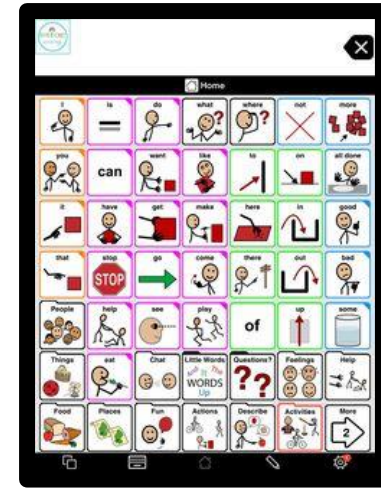 Home
I is do what where not more
you can want like to on all done
it have get make here in good
that stop go come there out bad
STOP
People help see play of up some
Things eat Chat Little Words Questions? Feelings Help
WORDS
Up
Food Places Fun Actions Describe Activities More
2